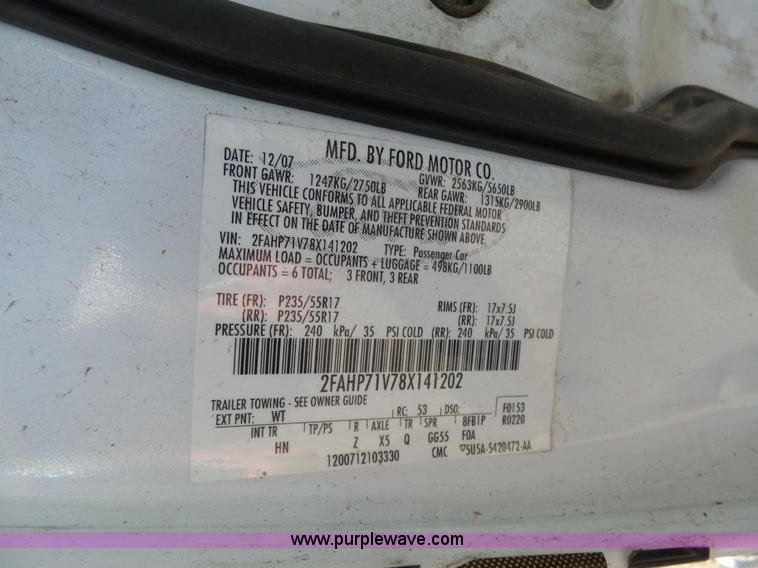 MFD. BY FORD MOTOR CO.
DATE: 12/07 GVWR: 2563KG/5650LB
FRONT GAWR: 1247KG/2750LB REAR GAWR: 1315KG/2900LB
THIS VEHICLE CONFORMS TO ALL APPLICABLE FEDERAL MOTOR
VEHICLE SAFETY, BUMPER, AND THEFT PREVENTION STANDARDS
IN EFFECT ON THE DATE OF MANUFACTURE SHOWN ABOVE.
VIN: 2FAHP71V78X141202 TYPE: Passenger Car
MAXIMUM LOAD = OCCUPANTS + LUGGAGE = 498KG/1100LB
OCCUPANTS = 6 TOTAL; 3 FRONT, 3 REAR
TIRE (FR): P235/55R17 RIMS (FR): 17x7.5J
(RR): P235/55R17 (RR): 17x7.5J
PRESSURE (FR): 240 kPa/ 35 PSI COLD (RR): 240 kPa/ 35 PSI COLD
2FAHP71V78X141202
TRAILER TOWING - SEE OWNER GUIDE
EXT PNT: WT RC: 53 DSO: F0153
INT TR TP/PS R AXLE TR SPR BFB1P R0220
HN Z X5 Q GG55 FOA
1200712103330 CMC ▽5U5A-5420472-AA
www.purplewave.com